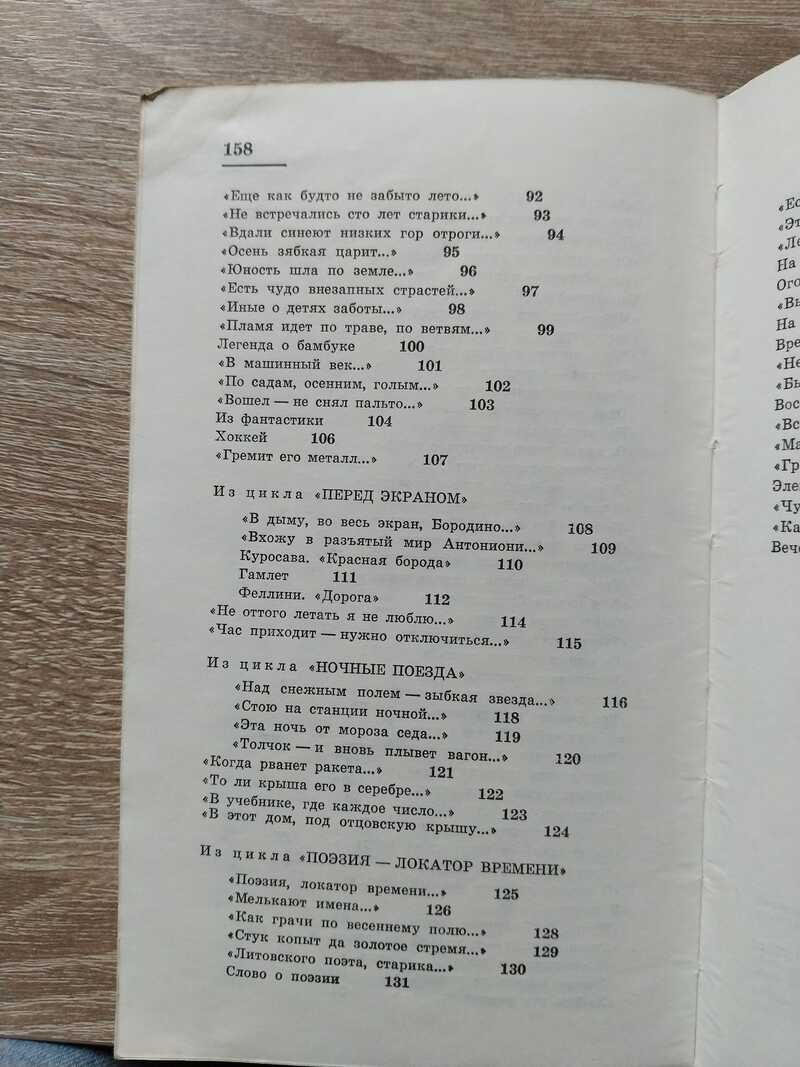 158
«Еще как будто не забыто лето...» 92
«Не встречались сто лет старики...» 93
«Вдали синеют низких гор отроги...» 94
«Осень зябкая царит...» 95
«Юность шла по земле...» 96
«Есть чудо внезапных страстей...» 97
«Иные о детях заботы...» 98
«Пламя идет по траве, по ветвям...» 99
Легенда о бамбуке 100
«В машинный век...» 101
«По садам, осенним, голым...» 102
«Вошел — не снял пальто...» 103
Из фантастики 104
Хоккей 106
«Гремит его металл...» 107
Из цикла «ПЕРЕД ЭКРАНОМ»
«В дыму, во весь экран, Бородино...» 108
«Вхожу в разъятый мир Антониони...» 109
Куросава. «Красная борода» 110
Гамлет 111
Феллини. «Дорога» 112
«Не оттого летать я не люблю...» 114
«Час приходит — нужно отключиться...» 115
Из цикла «НОЧНЫЕ ПОЕЗДА»
«Над снежным полем — зыбкая звезда...» 116
«Стою на станции ночной...» 118
«Эта ночь от мороза седа...» 119
«Толчок — и вновь плывет вагон...» 120
«Когда рванет ракета...» 121
«То ли крыша его в серебре...» 122
«В учебнике, где каждое число...» 123
«В этот дом, под отцовскую крышу...» 124
Из цикла «ПОЭЗИЯ — ЛОКАТОР ВРЕМЕНИ»
«Поэзия, локатор времени...» 125
«Мелькают имена...» 126
«Как грачи по весеннему полю...» 128
«Стук копыт да золотое стремя...» 129
«Литовского поэта, старика...» 130
Слово о поэзии 131
На
На